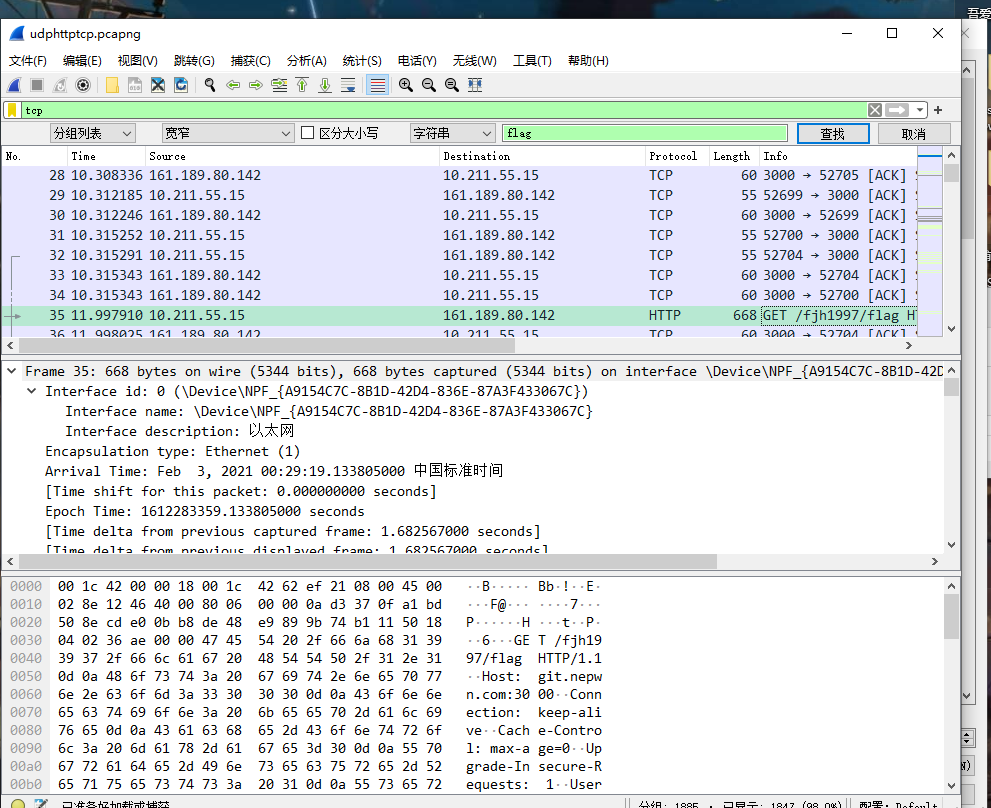 吾爱
udphttptcp.pcapng
文件(F) 编辑(E) 视图(V) 跳转(G) 捕获(C) 分析(A) 统计(S) 电话(Y) 无线(W) 工具(T) 帮助(H)
tcp
分组列表 宽窄 区分大小写 字符串 flag 查找 取消
No. Time Source Destination Protocol Length Info
28 10.308336 161.189.80.142 10.211.55.15 TCP 60 3000 → 52705 [ACK]
29 10.312185 10.211.55.15 161.189.80.142 TCP 55 52699 → 3000 [ACK]
30 10.312246 161.189.80.142 10.211.55.15 TCP 60 3000 → 52699 [ACK]
31 10.315252 10.211.55.15 161.189.80.142 TCP 55 52700 → 3000 [ACK]
32 10.315291 10.211.55.15 161.189.80.142 TCP 55 52704 → 3000 [ACK]
33 10.315343 161.189.80.142 10.211.55.15 TCP 60 3000 → 52704 [ACK]
34 10.315343 161.189.80.142 10.211.55.15 TCP 60 3000 → 52700 [ACK]
35 11.997910 10.211.55.15 161.189.80.142 HTTP 668 GET /fjh1997/flag H
36 11.998025 161.189.80.142 10.211.55.15 TCP 60 3000 → 52704 [ACK]
Frame 35: 668 bytes on wire (5344 bits), 668 bytes captured (5344 bits) on interface \Device\NPF_{A9154C7C-8B1D-42D
Interface id: 0 (\Device\NPF_{A9154C7C-8B1D-42D4-836E-87A3F433067C})
Interface name: \Device\NPF_{A9154C7C-8B1D-42D4-836E-87A3F433067C}
Interface description: 以太网
Encapsulation type: Ethernet (1)
Arrival Time: Feb  3, 2021 00:29:19.133805000 中国标准时间
[Time shift for this packet: 0.000000000 seconds]
Epoch Time: 1612283359.133805000 seconds
[Time delta from previous captured frame: 1.682567000 seconds]
[Time delta from previous displayed frame: 1.682567000 seconds]
0000 00 1c 42 00 00 18 00 1c 42 62 ef 21 08 00 45 00 ··B····· Bb·!··E·
0010 02 8e 12 46 40 00 80 06 00 00 0a d3 37 0f a1 bd ···F@··· ····7···
0020 50 8e cd e0 0b b8 de 48 e9 89 9b 74 b1 11 50 18 P······H ···t··P·
0030 04 02 36 ae 00 00 47 45 54 20 2f 66 6a 68 31 39 ··6···GE T /fjh19
0040 39 37 2f 66 6c 61 67 20 48 54 54 50 2f 31 2e 31 97/flag HTTP/1.1
0050 0d 0a 48 6f 73 74 3a 20 67 69 74 2e 6e 65 70 77 ··Host: git.nepw
0060 6e 2e 63 6f 6d 3a 33 30 30 30 0d 0a 43 6f 6e 6e n.com:30 00··Conn
0070 65 63 74 69 6f 6e 3a 20 6b 65 65 70 2d 61 6c 69 ection: keep-ali
0080 76 65 0d 0a 43 61 63 68 65 2d 43 6f 6e 74 72 6f ve··Cach e-Contro
0090 6c 3a 20 6d 61 78 2d 61 67 65 3d 30 0d 0a 55 70 l: max-a ge=0··Up
00a0 67 72 61 64 65 2d 49 6e 73 65 63 75 72 65 2d 52 grade-In secure-R
00b0 65 71 75 65 73 74 73 3a 20 31 0d 0a 55 73 65 72 equests: 1··User
已准备好加载或捕获 分组: 1885 · 已显示: 1847 (98.0%) 配置: Default